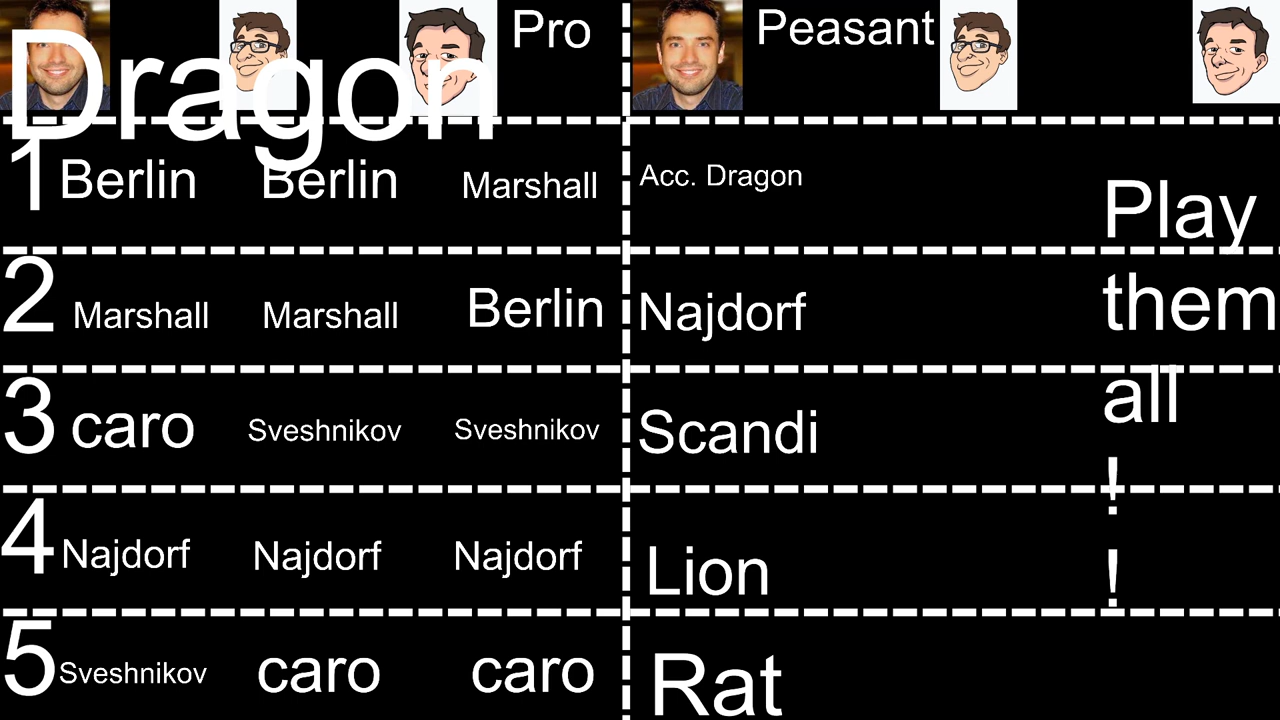 Dragon
Pro
Peasant
1 Berlin Berlin Marshall Acc. Dragon
2 Marshall Marshall Berlin Najdorf
3 caro Sveshnikov Sveshnikov Scandi
4 Najdorf Najdorf Najdorf Lion
5 Sveshnikov caro caro Rat
Play
them
all
!
!